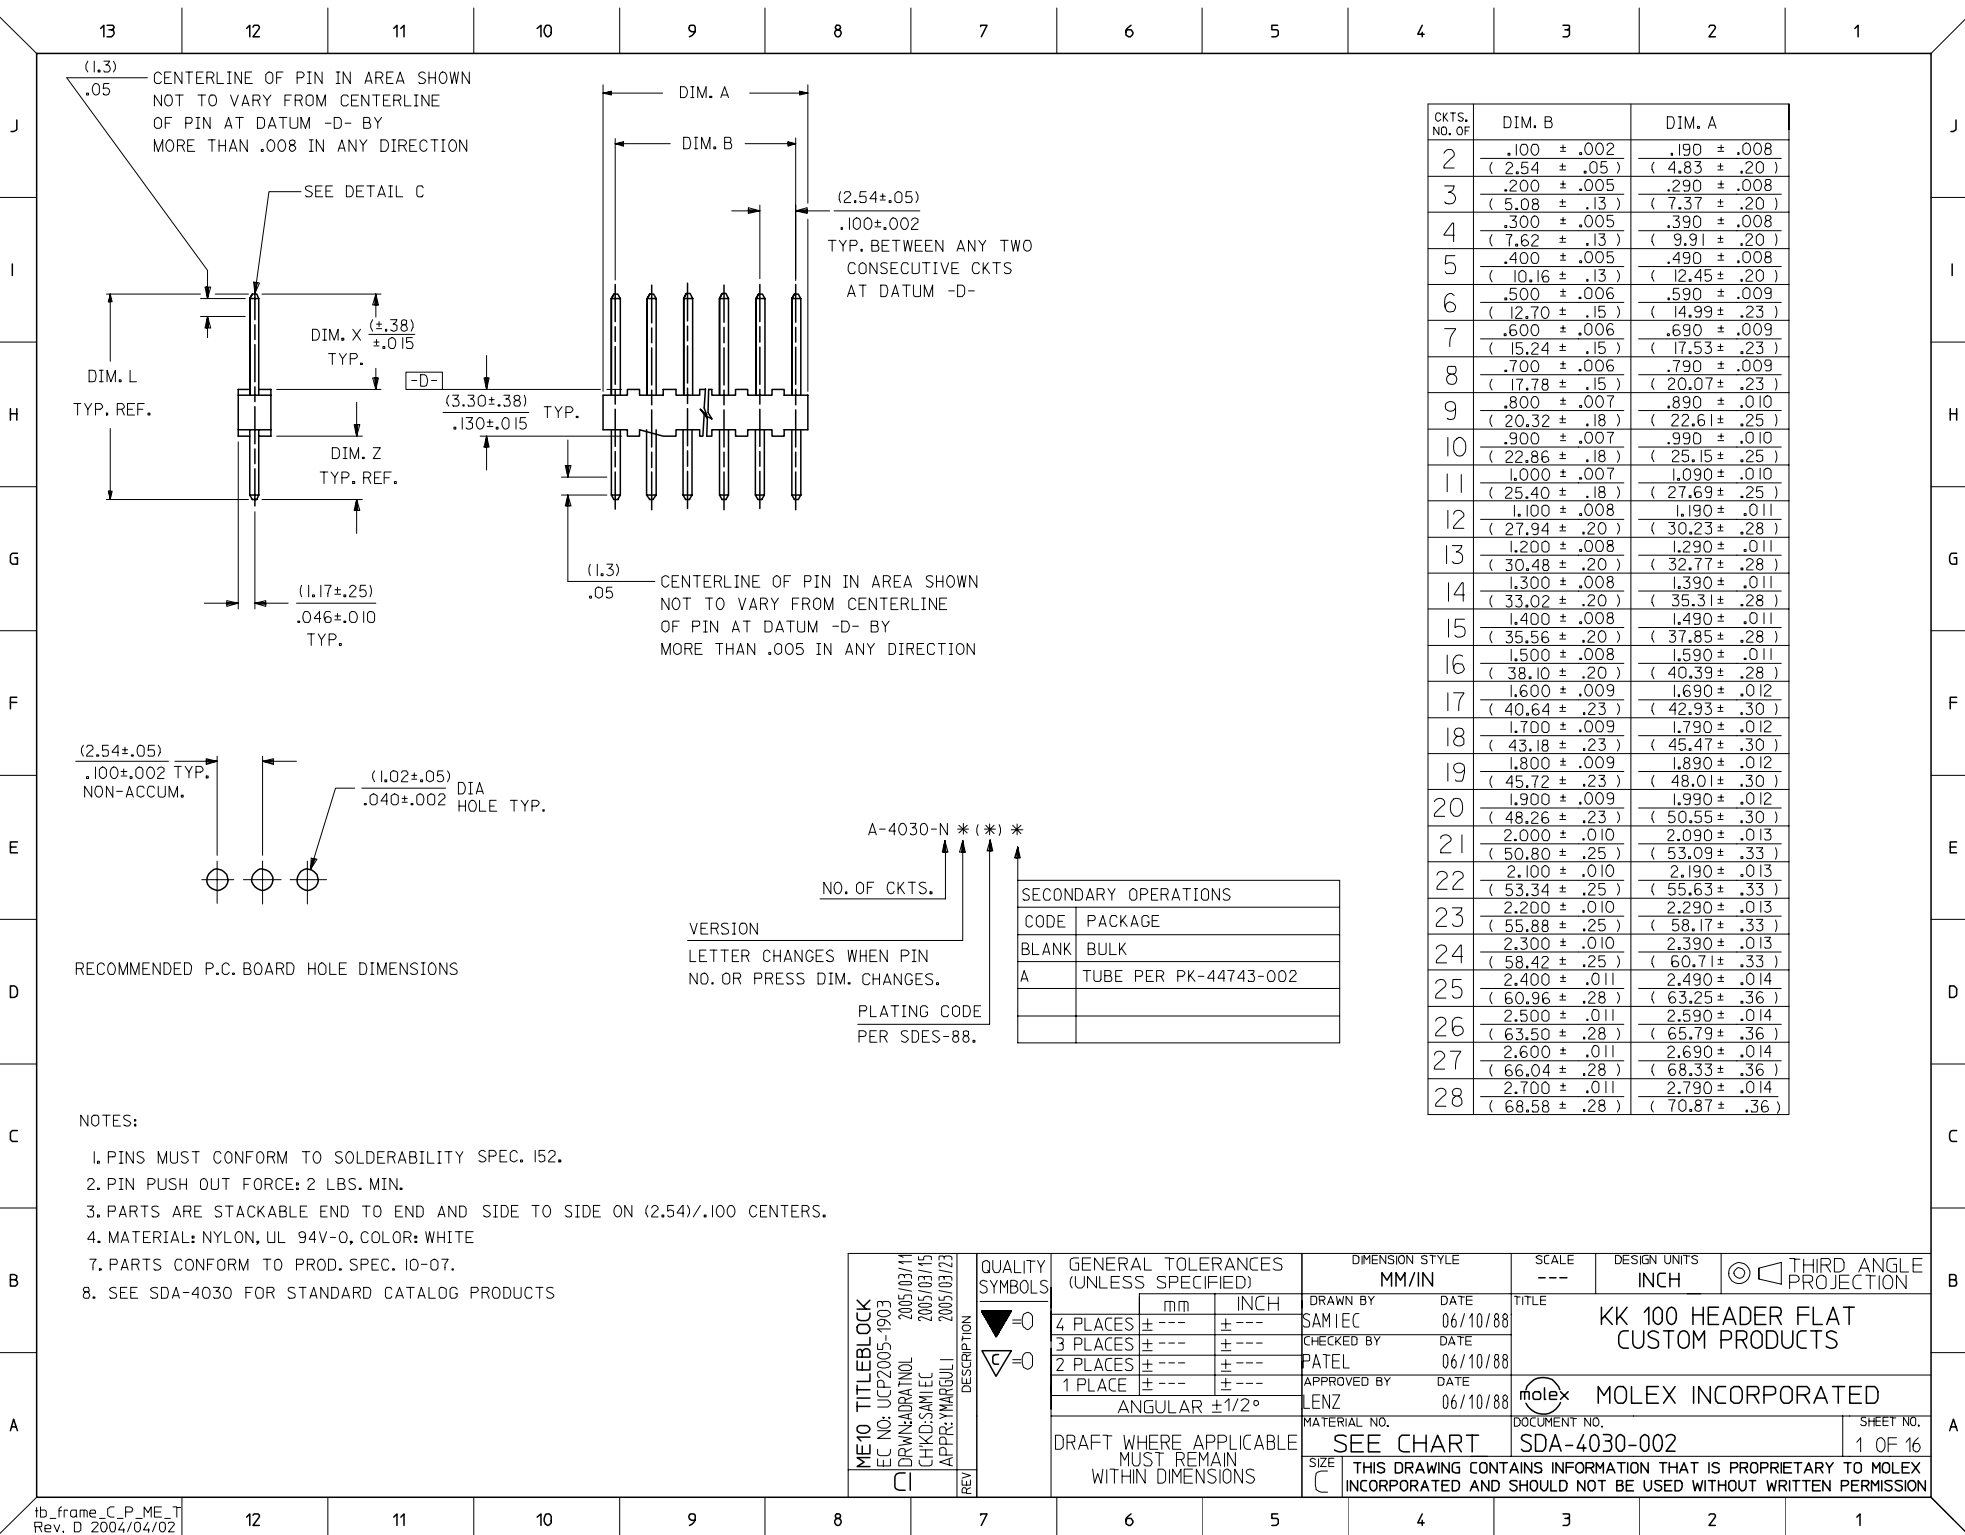 13 12 11 10 9 8 7 6 5 4 3 2 1
J
I
H
G
F
E
D
C
B
A
J
I
H
G
F
E
D
C
B
A
(1.3)
.05
CENTERLINE OF PIN IN AREA SHOWN
NOT TO VARY FROM CENTERLINE
OF PIN AT DATUM -D- BY
MORE THAN .008 IN ANY DIRECTION
SEE DETAIL C
DIM. L
TYP. REF.
DIM. X (±.38)
±.015
TYP.
DIM. Z
TYP. REF.
(1.17±.25)
.046±.010
TYP.
-D-
(3.30±.38)
.130±.015
TYP.
DIM. A
DIM. B
(2.54±.05)
.100±.002
TYP. BETWEEN ANY TWO
CONSECUTIVE CKTS
AT DATUM -D-
(1.3)
.05
CENTERLINE OF PIN IN AREA SHOWN
NOT TO VARY FROM CENTERLINE
OF PIN AT DATUM -D- BY
MORE THAN .005 IN ANY DIRECTION
(2.54±.05)
.100±.002 TYP.
NON-ACCUM.
(1.02±.05)
.040±.002
DIA
HOLE TYP.
RECOMMENDED P.C. BOARD HOLE DIMENSIONS
A-4030-N * (*) *
NO. OF CKTS.
VERSION
LETTER CHANGES WHEN PIN
NO. OR PRESS DIM. CHANGES.
PLATING CODE
PER SDES-88.
SECONDARY OPERATIONS
CODE PACKAGE
BLANK BULK
A TUBE PER PK-44743-002
CKTS.
NO. OF
DIM. B DIM. A
2 .100 ± .002 .190 ± .008
( 2.54 ± .05 ) ( 4.83 ± .20 )
3 .200 ± .005 .290 ± .008
( 5.08 ± .13 ) ( 7.37 ± .20 )
4 .300 ± .005 .390 ± .008
( 7.62 ± .13 ) ( 9.91 ± .20 )
5 .400 ± .005 .490 ± .008
( 10.16 ± .13 ) ( 12.45 ± .20 )
6 .500 ± .006 .590 ± .009
( 12.70 ± .15 ) ( 14.99 ± .23 )
7 .600 ± .006 .690 ± .009
( 15.24 ± .15 ) ( 17.53 ± .23 )
8 .700 ± .006 .790 ± .009
( 17.78 ± .15 ) ( 20.07 ± .23 )
9 .800 ± .007 .890 ± .010
( 20.32 ± .18 ) ( 22.61 ± .25 )
10 .900 ± .007 .990 ± .010
( 22.86 ± .18 ) ( 25.15 ± .25 )
11 1.000 ± .007 1.090 ± .010
( 25.40 ± .18 ) ( 27.69 ± .25 )
12 1.100 ± .008 1.190 ± .011
( 27.94 ± .20 ) ( 30.23 ± .28 )
13 1.200 ± .008 1.290 ± .011
( 30.48 ± .20 ) ( 32.77 ± .28 )
14 1.300 ± .008 1.390 ± .011
( 33.02 ± .20 ) ( 35.31 ± .28 )
15 1.400 ± .008 1.490 ± .011
( 35.56 ± .20 ) ( 37.85 ± .28 )
16 1.500 ± .008 1.590 ± .011
( 38.10 ± .20 ) ( 40.39 ± .28 )
17 1.600 ± .009 1.690 ± .012
( 40.64 ± .23 ) ( 42.93 ± .30 )
18 1.700 ± .009 1.790 ± .012
( 43.18 ± .23 ) ( 45.47 ± .30 )
19 1.800 ± .009 1.890 ± .012
( 45.72 ± .23 ) ( 48.01 ± .30 )
20 1.900 ± .009 1.990 ± .012
( 48.26 ± .23 ) ( 50.55 ± .30 )
21 2.000 ± .010 2.090 ± .013
( 50.80 ± .25 ) ( 53.09 ± .33 )
22 2.100 ± .010 2.190 ± .013
( 53.34 ± .25 ) ( 55.63 ± .33 )
23 2.200 ± .010 2.290 ± .013
( 55.88 ± .25 ) ( 58.17 ± .33 )
24 2.300 ± .010 2.390 ± .013
( 58.42 ± .25 ) ( 60.71 ± .33 )
25 2.400 ± .011 2.490 ± .014
( 60.96 ± .28 ) ( 63.25 ± .36 )
26 2.500 ± .011 2.590 ± .014
( 63.50 ± .28 ) ( 65.79 ± .36 )
27 2.600 ± .011 2.690 ± .014
( 66.04 ± .28 ) ( 68.33 ± .36 )
28 2.700 ± .011 2.790 ± .014
( 68.58 ± .28 ) ( 70.87 ± .36 )
NOTES:
1. PINS MUST CONFORM TO SOLDERABILITY SPEC. 152.
2. PIN PUSH OUT FORCE: 2 LBS. MIN.
3. PARTS ARE STACKABLE END TO END AND SIDE TO SIDE ON (2.54)/.100 CENTERS.
4. MATERIAL: NYLON, UL 94V-0, COLOR: WHITE
7. PARTS CONFORM TO PROD. SPEC. 10-07.
8. SEE SDA-4030 FOR STANDARD CATALOG PRODUCTS
ME10 TITLEBLOCK
EC NO: UCP2005-1903
DRWN:ADRATNOL 2005/03/11
CH'KD:SAMIEC 2005/03/15
APPR: YMARGULI 2005/03/23
C1
REV DESCRIPTION
QUALITY
SYMBOLS
=0
C =0
GENERAL TOLERANCES
(UNLESS SPECIFIED)
mm INCH
4 PLACES ± --- ± ---
3 PLACES ± --- ± ---
2 PLACES ± --- ± ---
1 PLACE ± --- ± ---
ANGULAR ±1/2°
DRAFT WHERE APPLICABLE
MUST REMAIN
WITHIN DIMENSIONS
DIMENSION STYLE
MM/IN
SCALE
---
DESIGN UNITS
INCH
THIRD ANGLE
PROJECTION
DRAWN BY DATE
SAMIEC 06/10/88
CHECKED BY DATE
PATEL 06/10/88
APPROVED BY DATE
LENZ 06/10/88
TITLE
KK 100 HEADER FLAT
CUSTOM PRODUCTS
molex MOLEX INCORPORATED
MATERIAL NO.
SEE CHART
DOCUMENT NO.
SDA-4030-002
SHEET NO.
1 OF 16
SIZE
C
THIS DRAWING CONTAINS INFORMATION THAT IS PROPRIETARY TO MOLEX
INCORPORATED AND SHOULD NOT BE USED WITHOUT WRITTEN PERMISSION
tb_frame_C_P_ME_T
Rev. D 2004/04/02
12 11 10 9 8 7 6 5 4 3 2 1